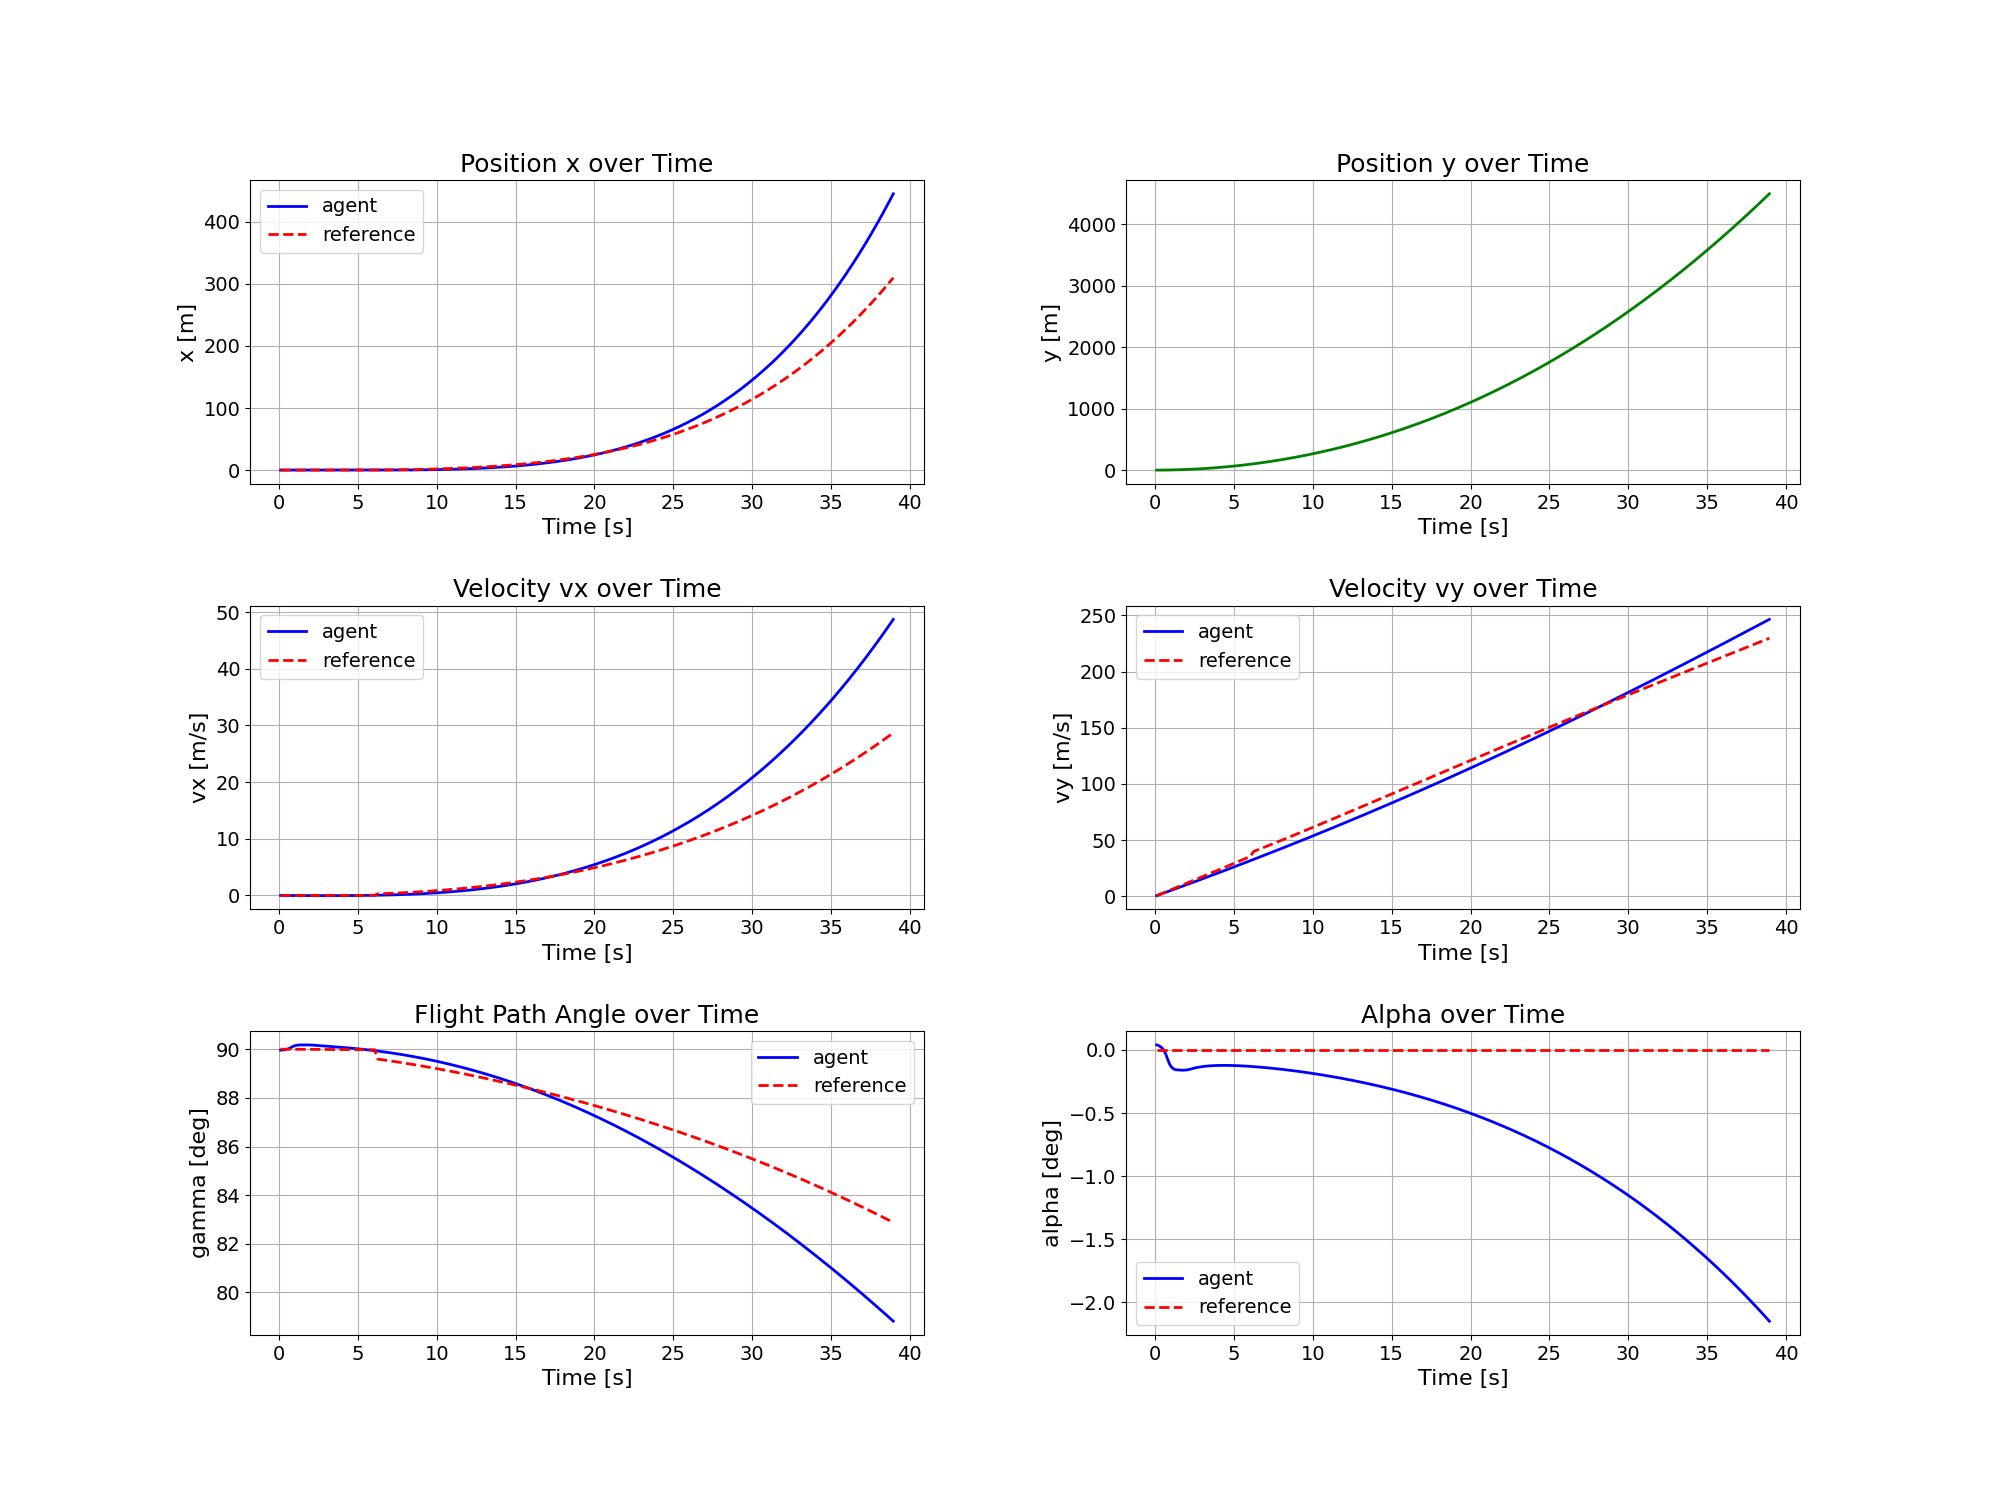 Position x over Time
agent
reference
x [m]
400
300
200
100
0
0 5 10 15 20 25 30 35 40
Time [s]
Position y over Time
y [m]
4000
3000
2000
1000
0
0 5 10 15 20 25 30 35 40
Time [s]
Velocity vx over Time
agent
reference
vx [m/s]
50
40
30
20
10
0
0 5 10 15 20 25 30 35 40
Time [s]
Velocity vy over Time
agent
reference
vy [m/s]
250
200
150
100
50
0
0 5 10 15 20 25 30 35 40
Time [s]
Flight Path Angle over Time
agent
reference
gamma [deg]
90
88
86
84
82
80
0 5 10 15 20 25 30 35 40
Time [s]
Alpha over Time
alpha [deg]
0.0
−0.5
−1.0
−1.5
−2.0
agent
reference
0 5 10 15 20 25 30 35 40
Time [s]